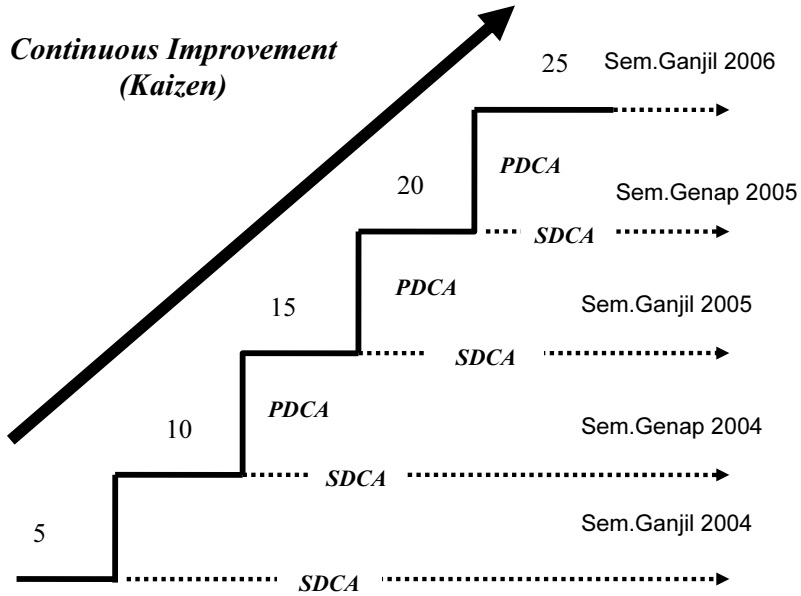 Continuous Improvement
(Kaizen)
25
Sem.Ganjil 2006
PDCA
20
Sem.Genap 2005
SDCA
PDCA
15
Sem.Ganjil 2005
SDCA
PDCA
10
Sem.Genap 2004
SDCA
5
Sem.Ganjil 2004
SDCA